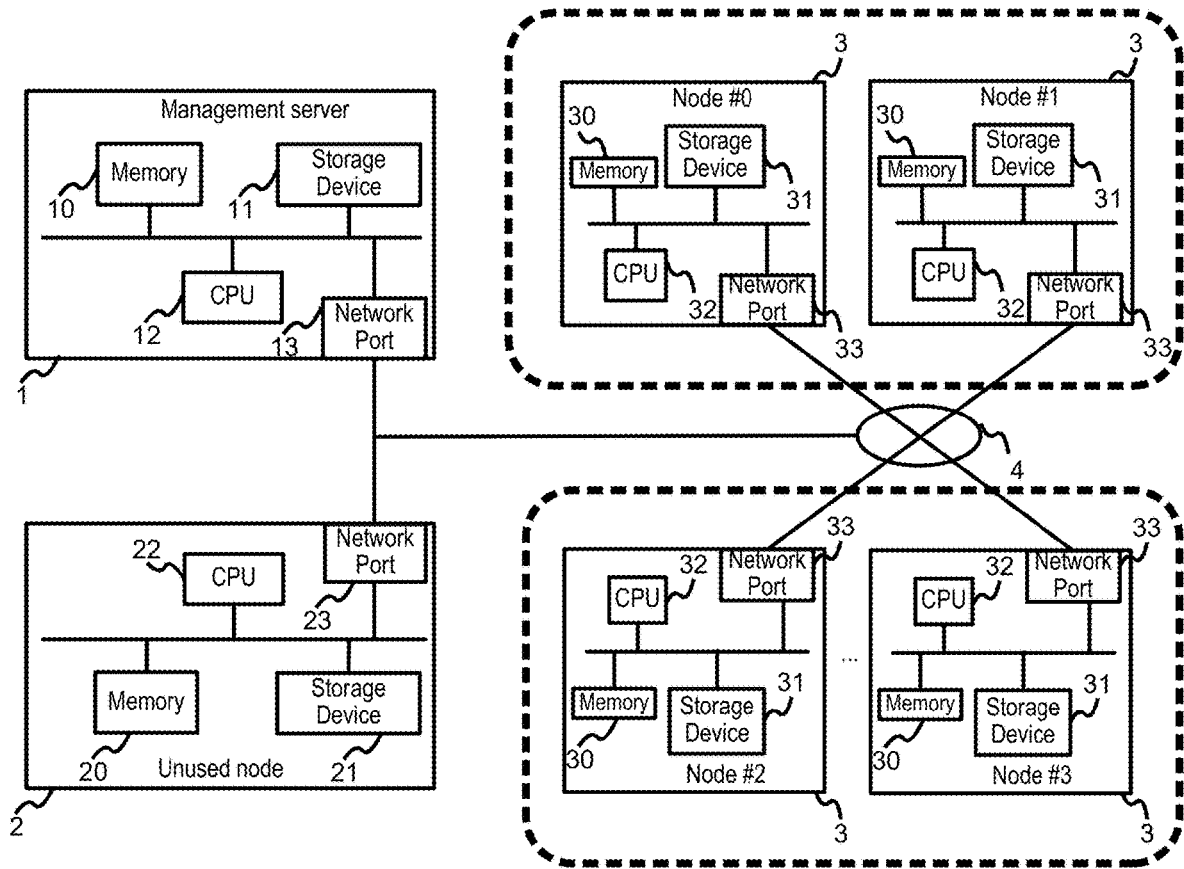 Management server
Memory
10
Storage
Device
11
CPU
12
Network
Port
13
1
3
Node #0
30
Memory
Storage
Device
31
CPU
32
Network
Port
33
3
Node #1
30
Memory
Storage
Device
31
CPU
32
Network
Port
33
4
22
CPU
Network
Port
23
Memory
20
Storage
Device
21
Unused node
2
32
CPU
33
Network
Port
Memory
30
31
Storage
Device
Node #2
3
...
32
CPU
33
Network
Port
Memory
30
31
Storage
Device
Node #3
3